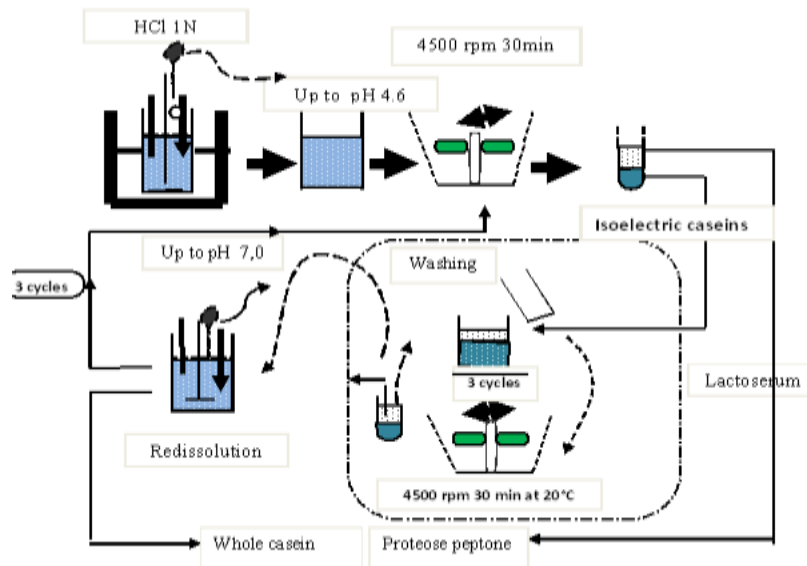 HCl 1N
4500 rpm 30min
Up to pH 4.6
Isoelectric caseins
Up to pH 7,0
Washing
3 cycles
3 cycles
Lactoserum
Redissolution
4500 rpm 30 min at 20°C
Whole casein
Proteose peptone